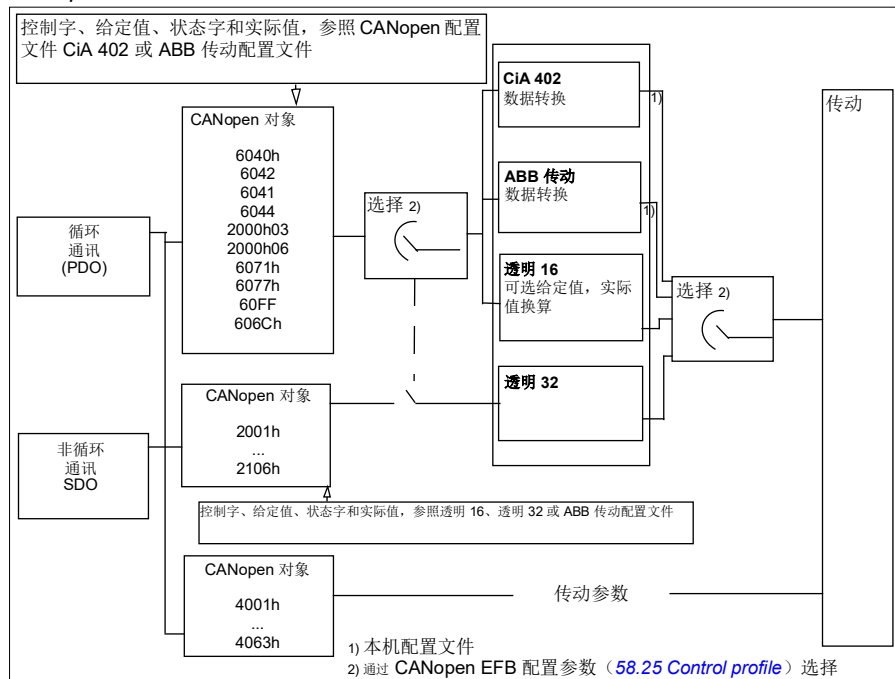 控制字、给定值、状态字和实际值，参照 CANopen 配置
文件 CiA 402 或 ABB 传动配置文件
CANopen 对象
6040h
6042
6041
6044
2000h03
2000h06
6071h
6077h
60FF
606Ch
循环
通讯
(PDO)
选择 2)
CiA 402
数据转换
1)
ABB 传动
数据转换
1)
透明 16
可选给定值，实际
值换算
透明 32
选择 2)
传动
非循环
通讯
SDO
CANopen 对象
2001h
...
2106h
控制字、给定值、状态字和实际值，参照透明 16、透明 32 或 ABB 传动配置文件
CANopen 对象
4001h
...
4063h
传动参数
1) 本机配置文件
2) 通过 CANopen EFB 配置参数（58.25 Control profile）选择